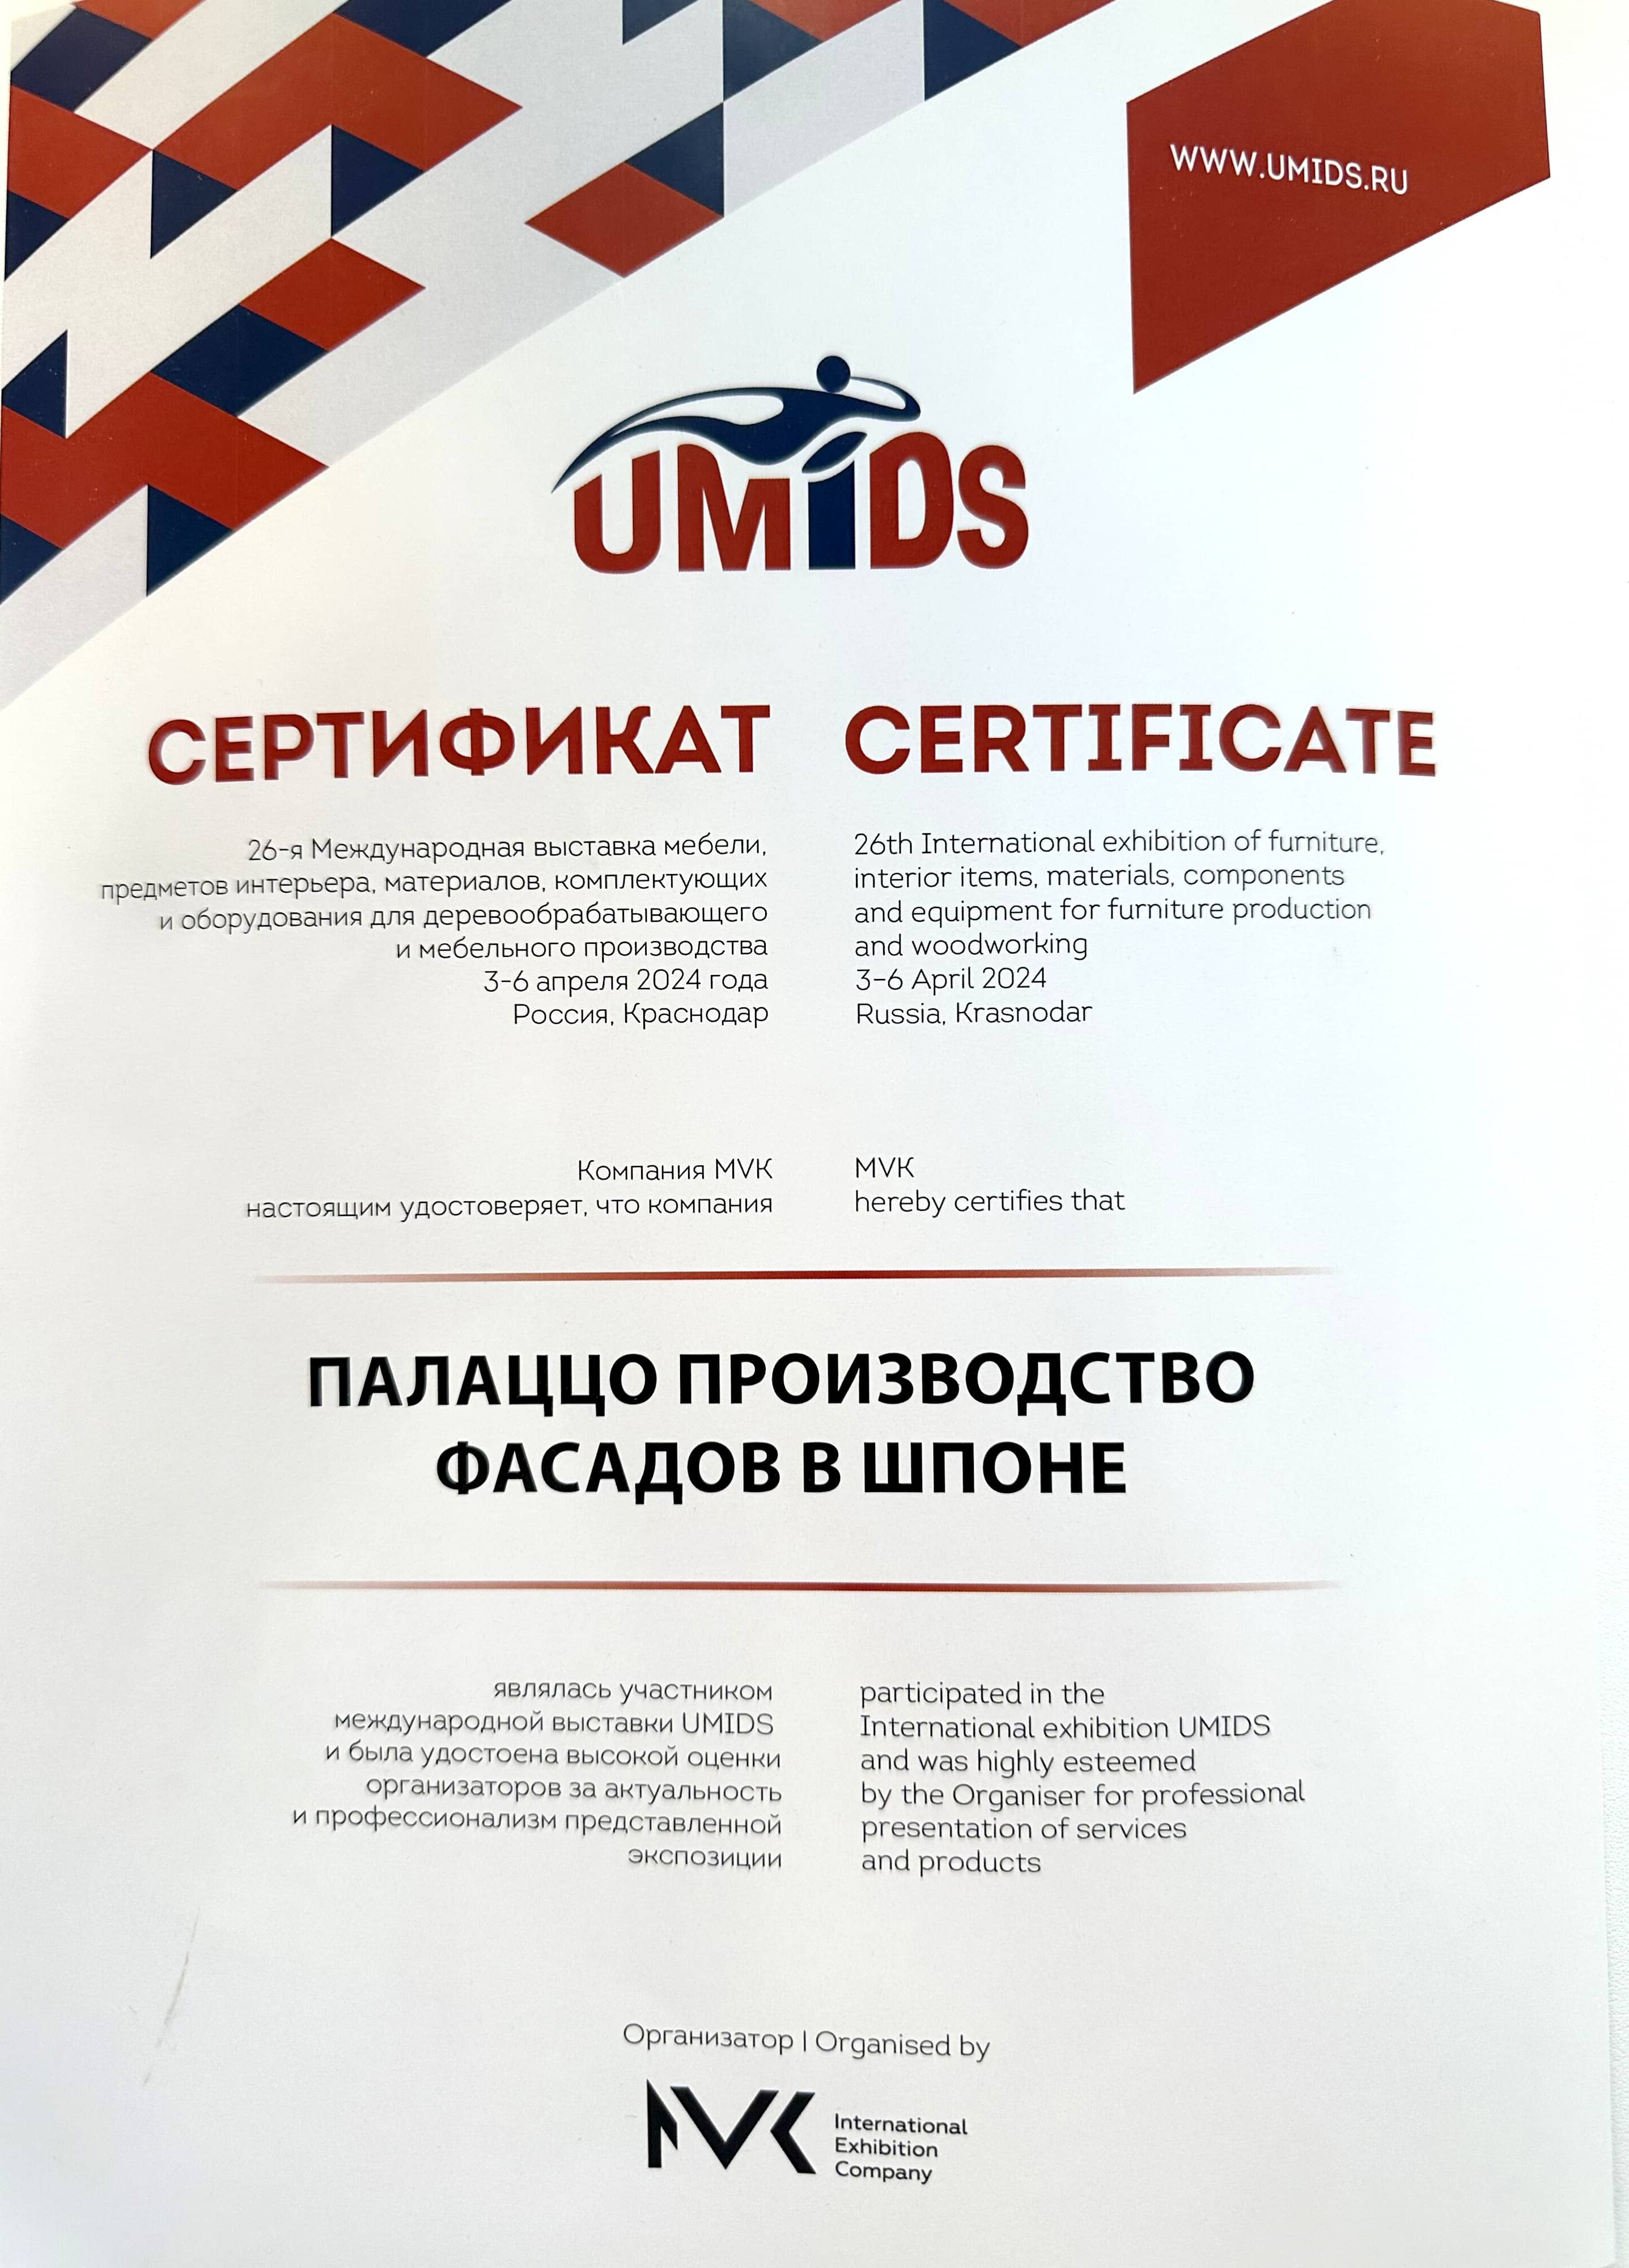 WWW.UMIDS.RU
UMIDS
СЕРТИФИКАТ
26-я Международная выставка мебели,
предметов интерьера, материалов, комплектующих
и оборудования для деревообрабатывающего
и мебельного производства
3-6 апреля 2024 года
Россия, Краснодар
CERTIFICATE
26th International exhibition of furniture,
interior items, materials, components
and equipment for furniture production
and woodworking
3-6 April 2024
Russia, Krasnodar
Компания MVK
настоящим удостоверяет, что компания
MVK
hereby certifies that
ПАЛАЦЦО ПРОИЗВОДСТВО
ФАСАДОВ В ШПОНЕ
являлась участником
международной выставки UMIDS
и была удостоена высокой оценки
организаторов за актуальность
и профессионализм представленной
экспозиции
participated in the
International exhibition UMIDS
and was highly esteemed
by the Organiser for professional
presentation of services
and products
Организатор | Organised by
MVK
International
Exhibition
Company